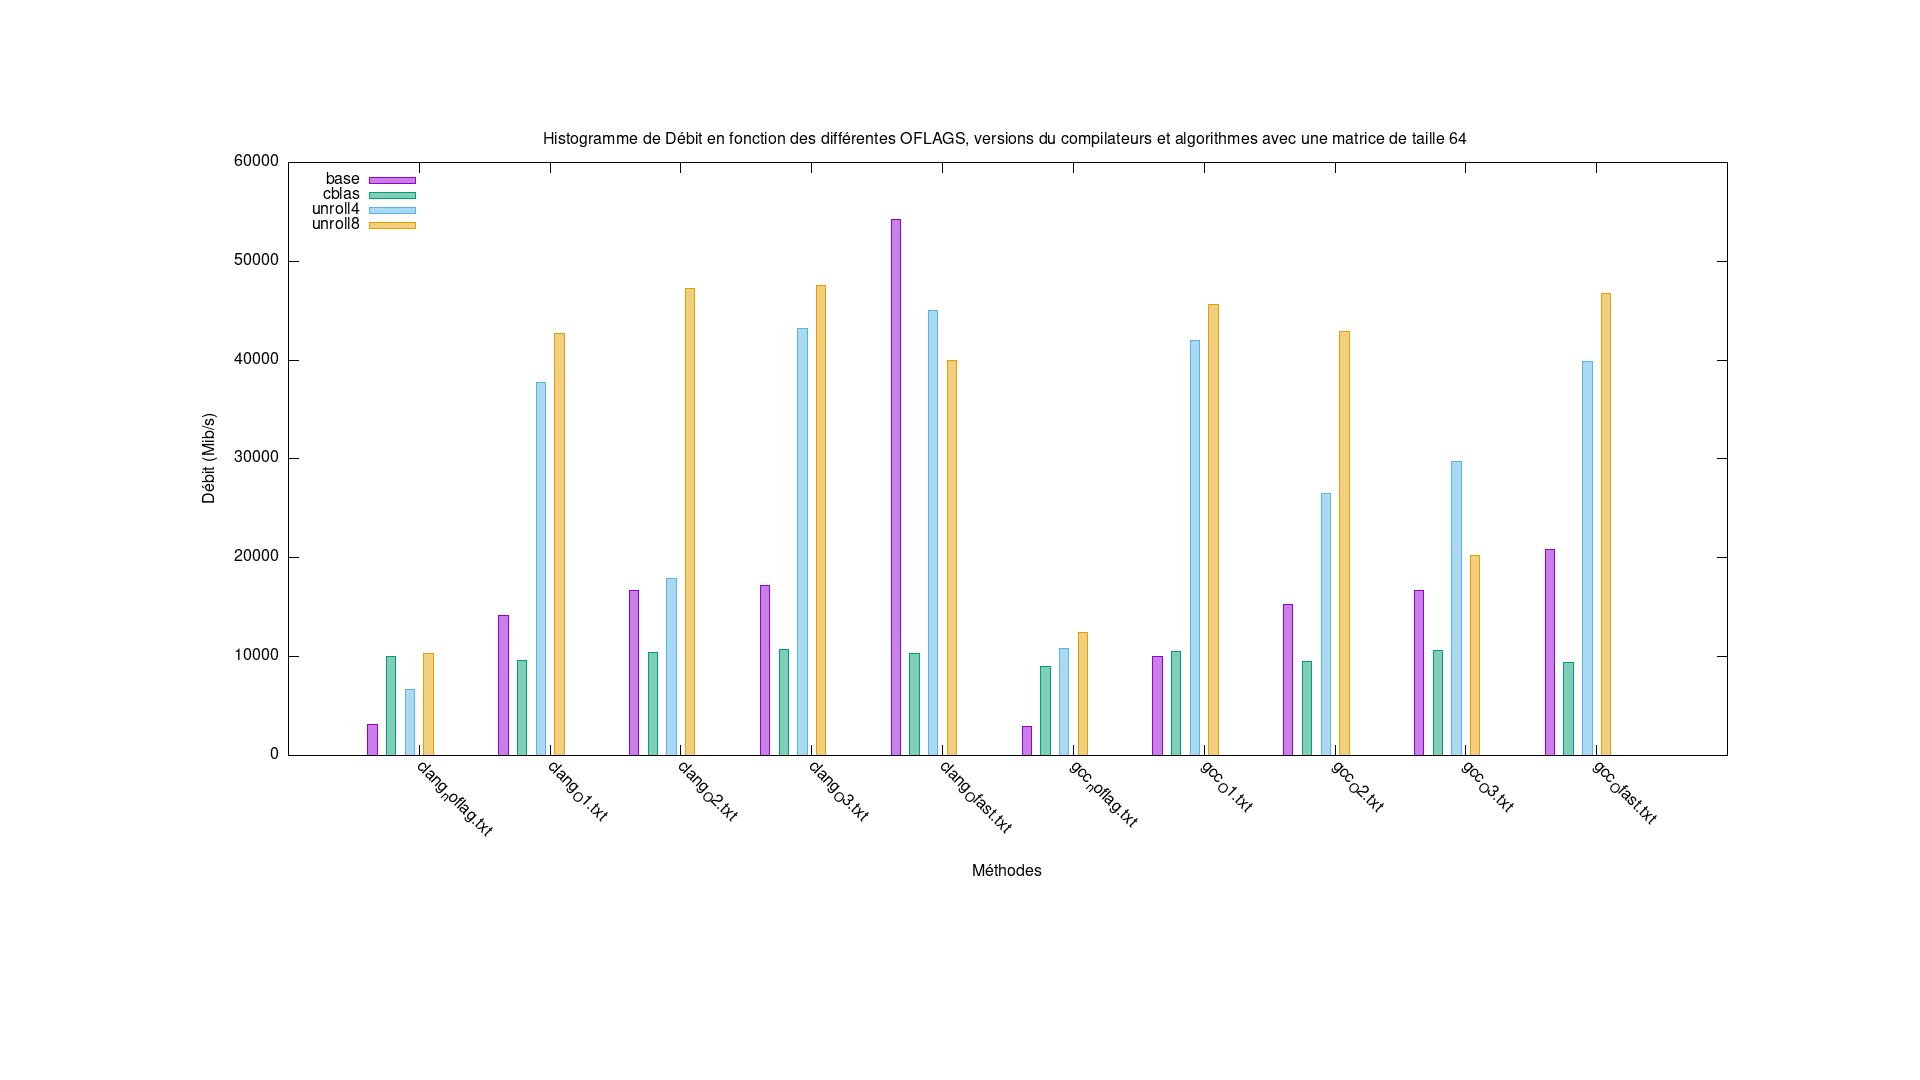 Histogramme de Débit en fonction des différentes OFLAGS, versions du compilateurs et algorithmes avec une matrice de taille 64
60000
50000
40000
30000
20000
10000
0
Débit (Mib/s)
base
cblas
unroll4
unroll8
clang_noflag.txt
clang_O1.txt
clang_O2.txt
clang_O3.txt
clang_Ofast.txt
gcc_noflag.txt
gcc_O1.txt
gcc_O2.txt
gcc_O3.txt
gcc_Ofast.txt
Méthodes